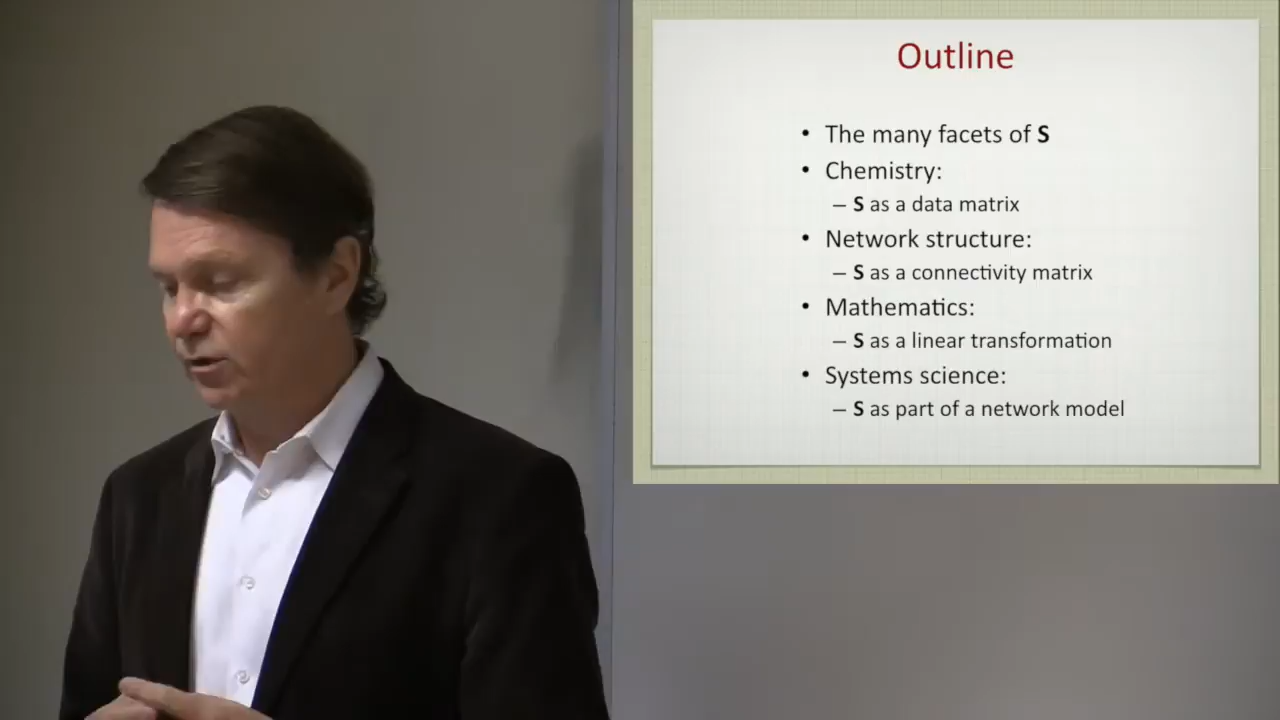 Outline
• The many facets of S
• Chemistry:
– S as a data matrix
• Network structure:
– S as a connectivity matrix
• Mathematics:
– S as a linear transformation
• Systems science:
– S as part of a network model